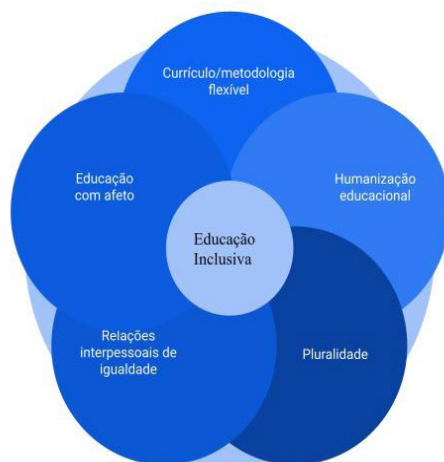 Currículo/metodologia
flexível
Educação
com afeto
Humanização
educacional
Educação
Inclusiva
Relações
interpessoais de
igualdade
Pluralidade